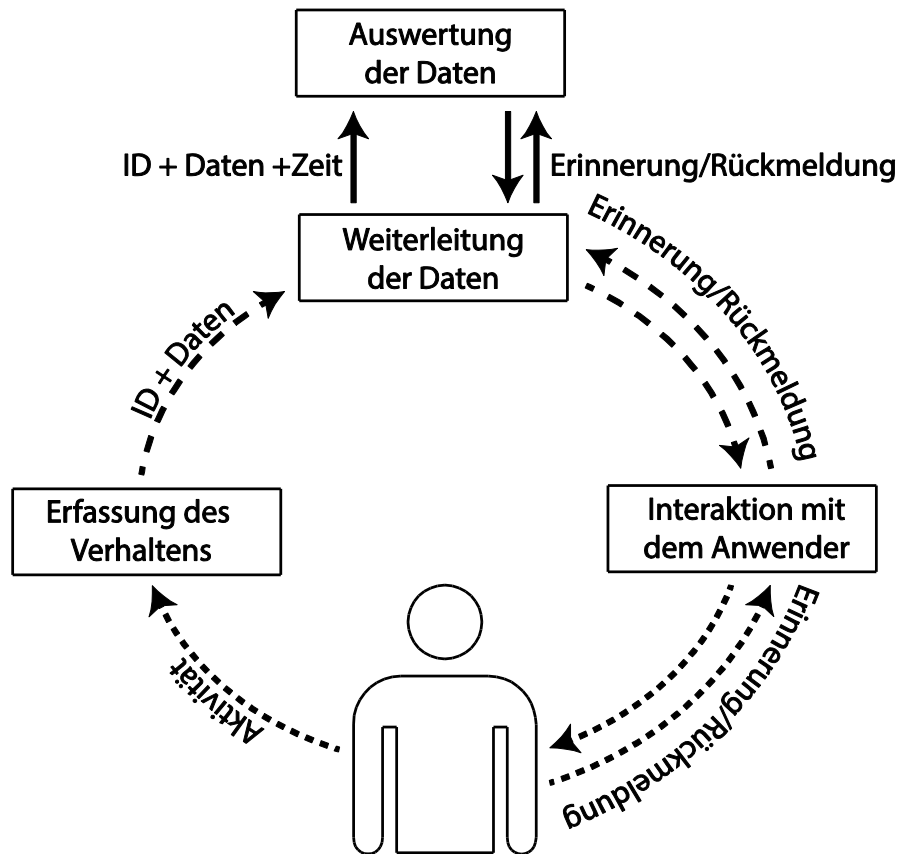 Auswertung
der Daten
ID + Daten +Zeit
Erinnerung/Rückmeldung
Weiterleitung
der Daten
Erinnerung/Rückmeldung
ID + Daten
Erfassung des
Verhaltens
Interaktion mit
dem Anwender
Aktivität
Erinnerung/Rückmeldung